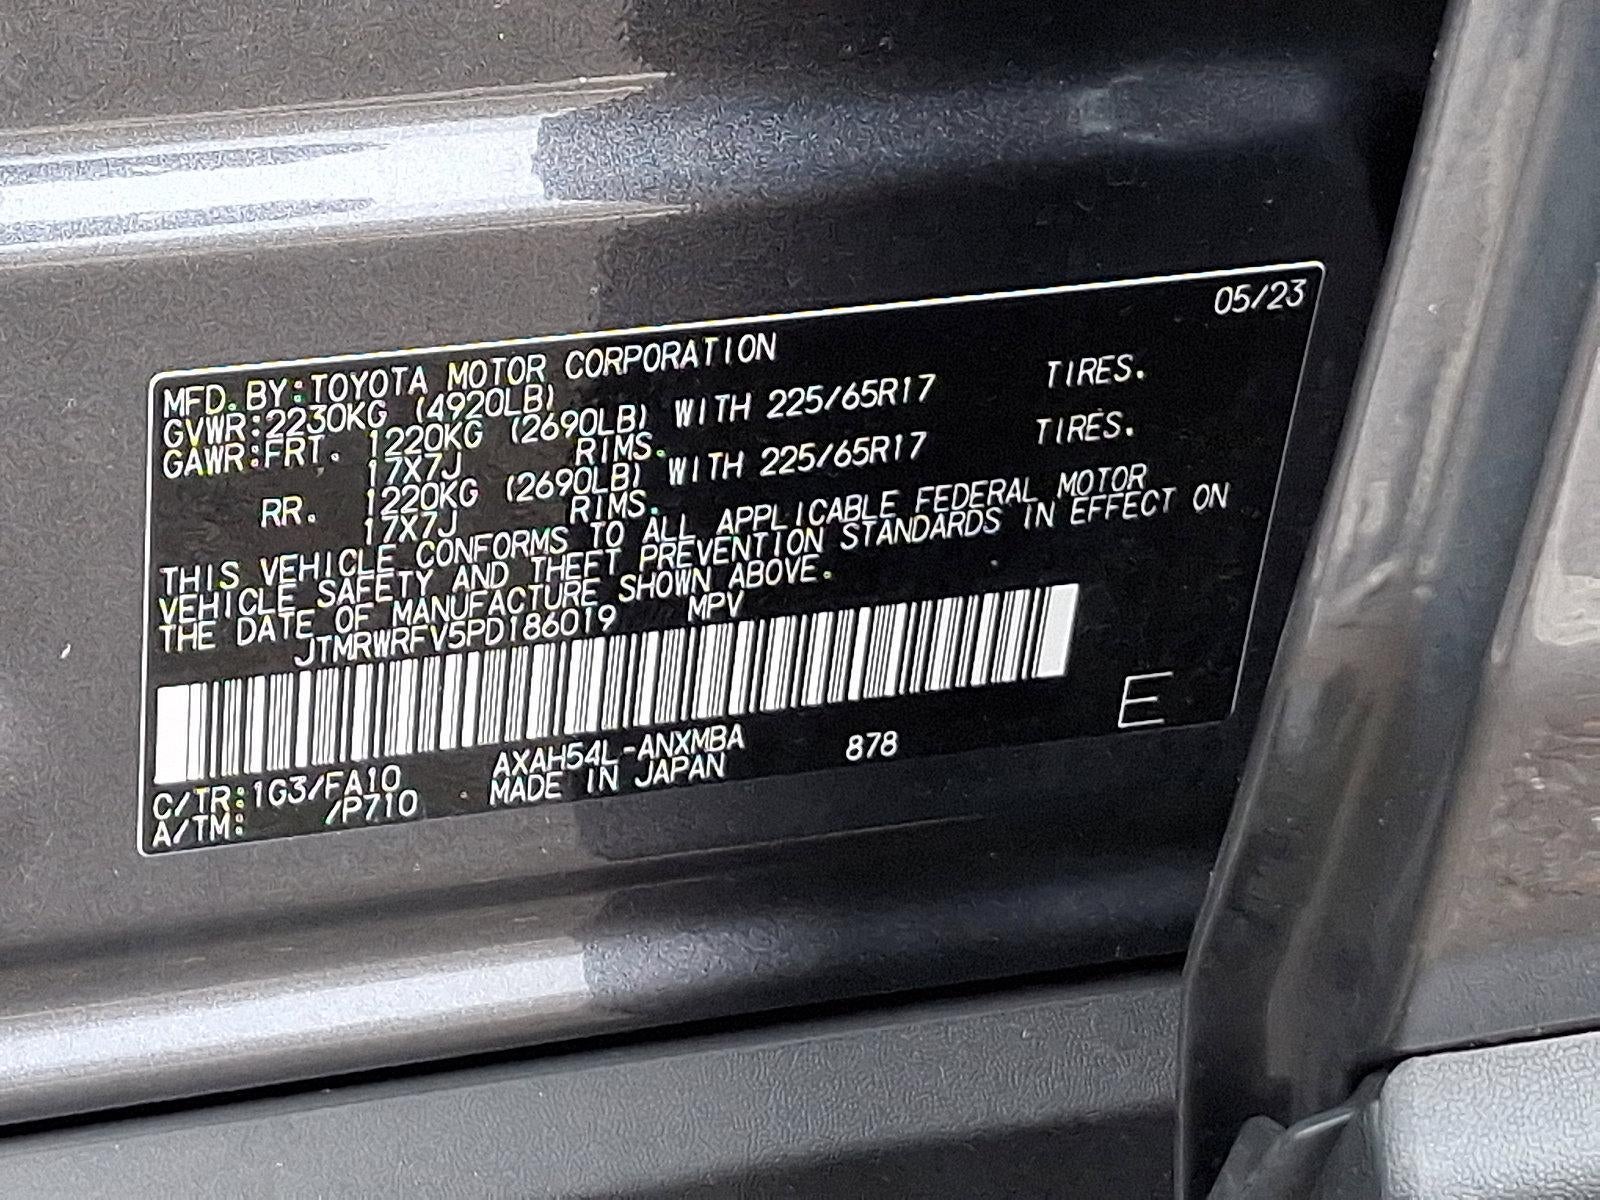 05/23
MFD. BY:TOYOTA MOTOR CORPORATION
GVWR:2230KG (4920LB)
GAWR:FRT. 1220KG (2690LB) WITH 225/65R17 TIRES.
17X7J RIMS.
RR. 1220KG (2690LB) WITH 225/65R17 TIRES.
17X7J RIMS.
THIS VEHICLE CONFORMS TO ALL APPLICABLE FEDERAL MOTOR
VEHICLE SAFETY AND THEFT PREVENTION STANDARDS IN EFFECT ON
THE DATE OF MANUFACTURE SHOWN ABOVE.
JTMRWRFV5PD186019 MPV
E
C/TR:1G3/FA10 AXAH54L-ANXMBA 878
A/TM: /P710 MADE IN JAPAN